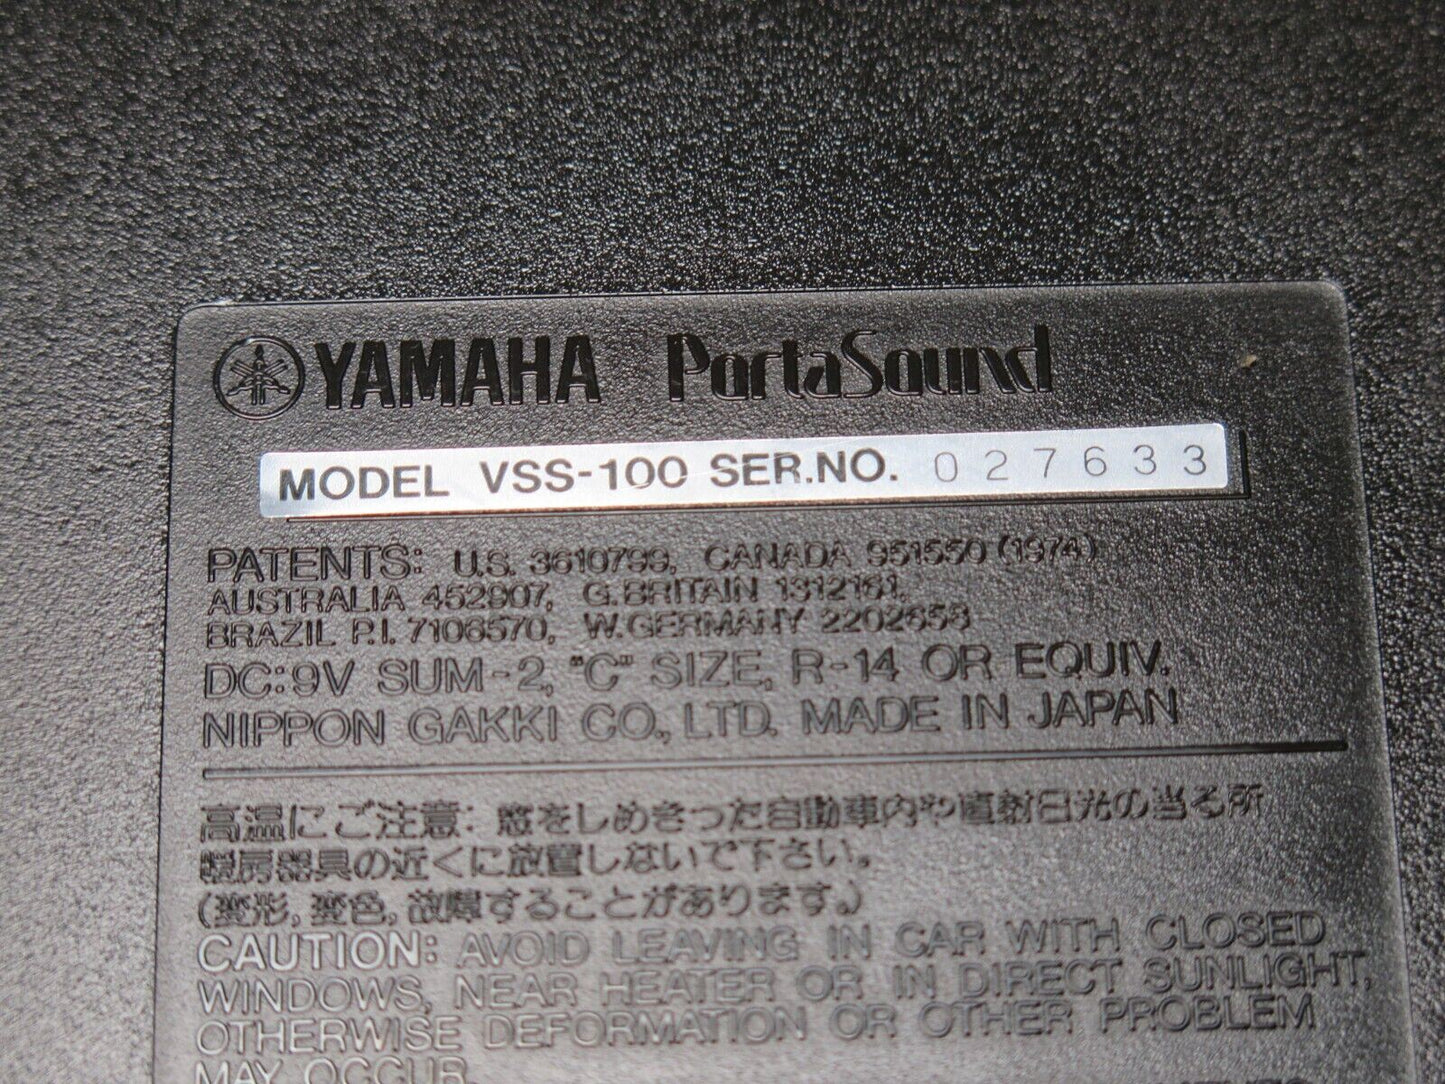 YAMAHA PortaSound
MODEL VSS-100 SER.NO. 027633
PATENTS: U.S. 3610799, CANADA 951550 (1974)
AUSTRALIA 452907, G.BRITAIN 1312161,
BRAZIL P.I. 7106570, W.GERMANY 2202658
DC:9V SUM-2, "C" SIZE, R-14 OR EQUIV.
NIPPON GAKKI CO., LTD. MADE IN JAPAN
高温にご注意: 窓をしめきった自動車内や直射日光の当る所
暖房器具の近くに放置しないで下さい。
(変形,変色,故障することがあります。)
CAUTION: AVOID LEAVING IN CAR WITH CLOSED
WINDOWS, NEAR HEATER OR IN DIRECT SUNLIGHT,
OTHERWISE DEFORMATION OR OTHER PROBLEM
MAY OCCUR.